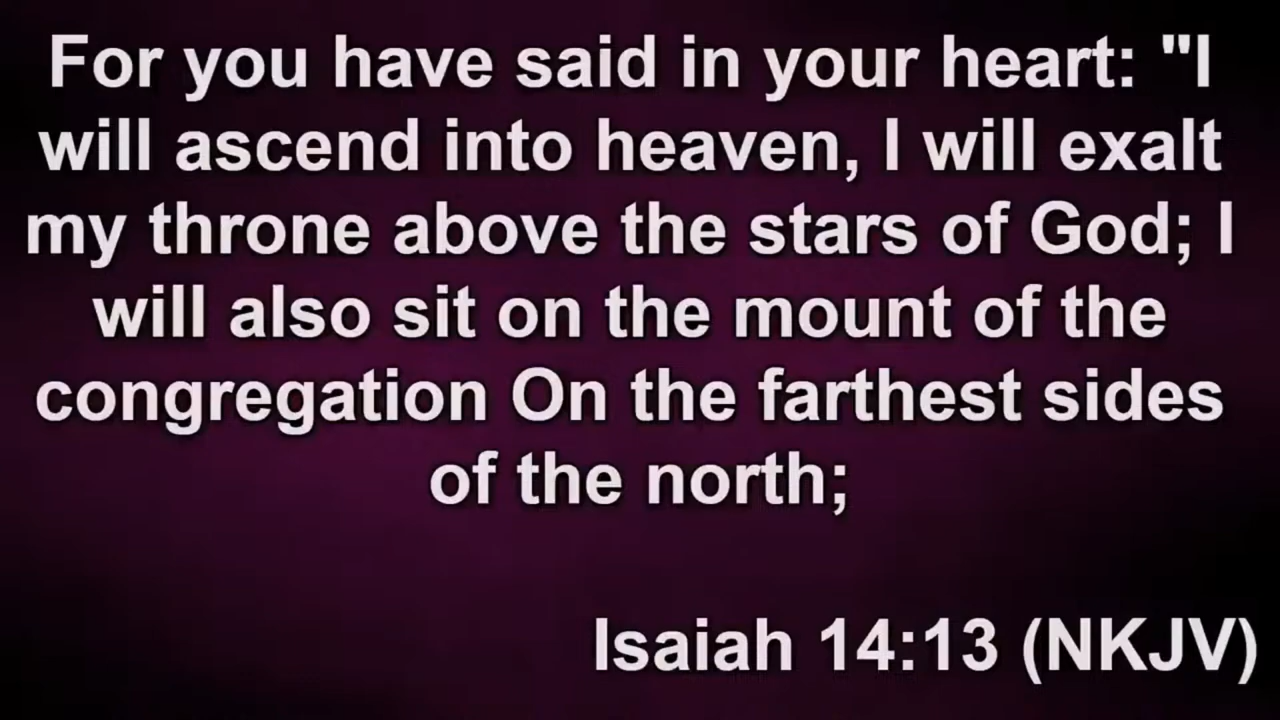 For you have said in your heart: "I
will ascend into heaven, I will exalt
my throne above the stars of God; I
will also sit on the mount of the
congregation On the farthest sides
of the north;
Isaiah 14:13 (NKJV)